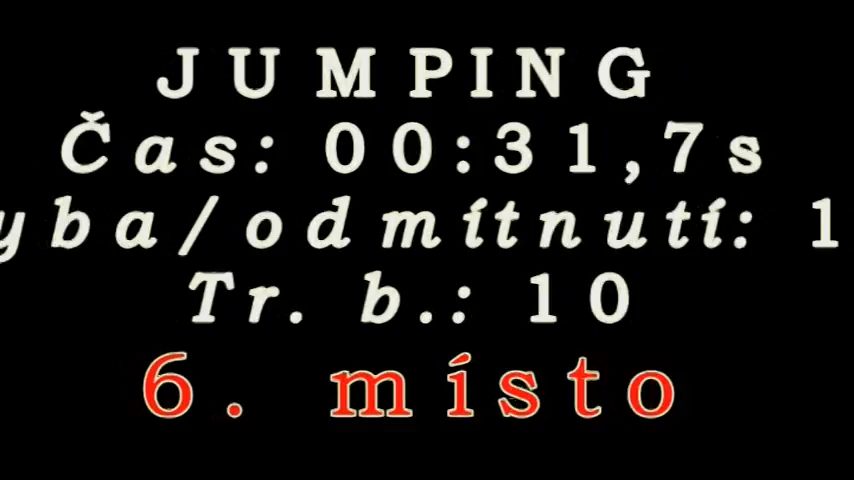 JUMPING
Čas: 00:31,7s
yba/odmítnutí: 1
Tr. b.: 10
6. místo